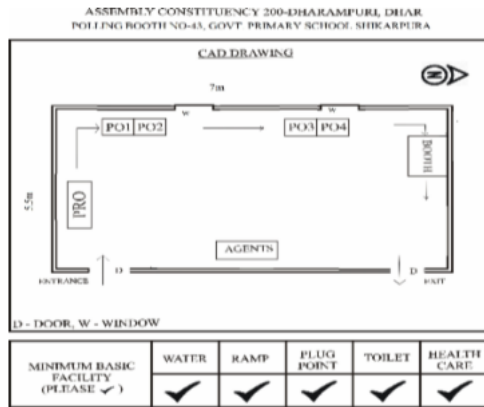 ASSEMBLY CONSTITUENCY 200-DHARAMPURI, DHAR
POLLING BOOTH NO-43, GOVT. PRIMARY SCHOOL SHIKARPURA
CAD DRAWING
N
7m
W W
PO1 PO2 PO3 PO4
BOOTH
PRO
5.5m
AGENTS
D D
ENTRANCE EXIT
D - DOOR, W - WINDOW
MINIMUM BASIC FACILITY (PLEASE ✓) WATER RAMP PLUG POINT TOILET HEALTH CARE
✓ ✓ ✓ ✓ ✓